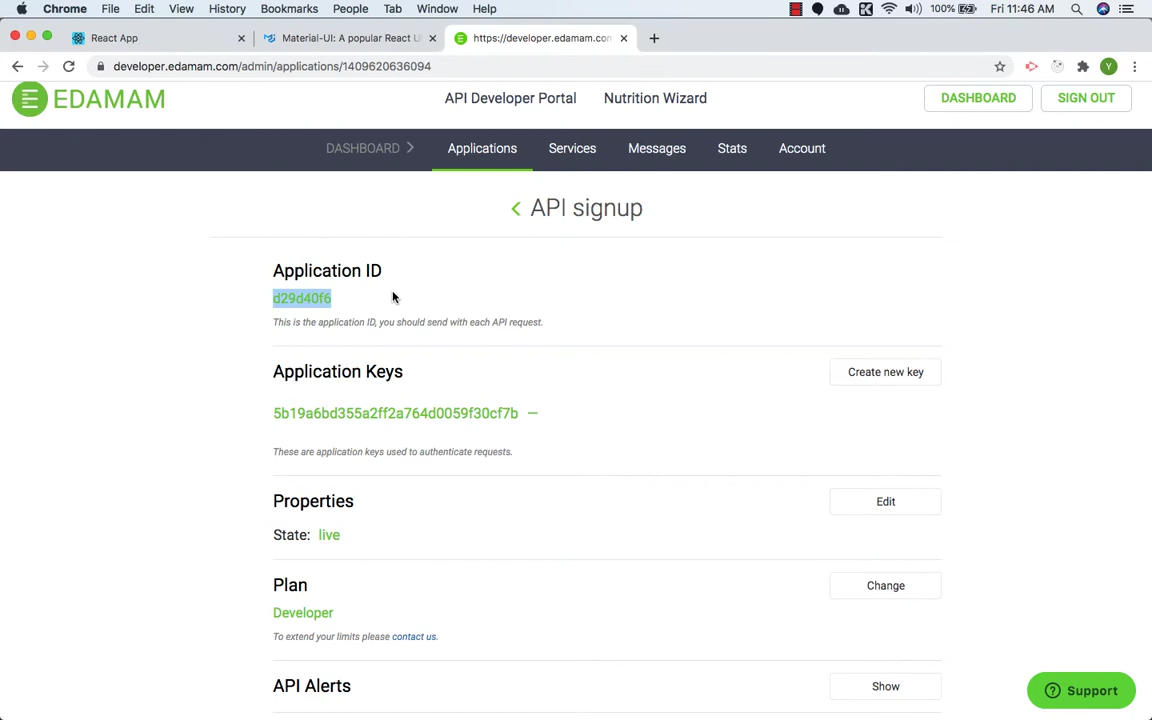 Chrome File Edit View History Bookmarks People Tab Window Help 100% Fri 11:46 AM
React App Material-UI: A popular React U https://developer.edamam.con
developer.edamam.com/admin/applications/1409620636094 Y
EDAMAM API Developer Portal Nutrition Wizard DASHBOARD SIGN OUT
DASHBOARD Applications Services Messages Stats Account
API signup
Application ID
d29d40f6
This is the application ID, you should send with each API request.
Application Keys Create new key
5b19a6bd355a2ff2a764d0059f30cf7b —
These are application keys used to authenticate requests.
Properties Edit
State: live
Plan Change
Developer
To extend your limits please contact us.
API Alerts Show
Support